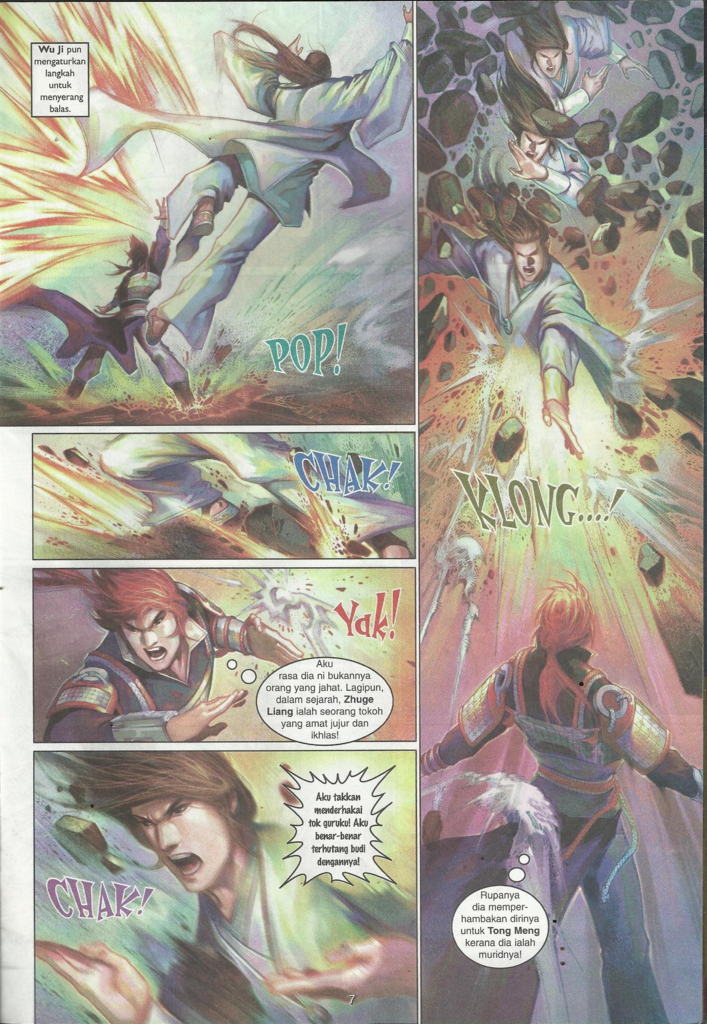 Wu Ji pun
mengaturkan
langkah
untuk
menyerang
balas.
POP!
CHAK!
Yak!
Aku
rasa dia ni bukannya
orang yang jahat. Lagipun,
dalam sejarah, Zhuge
Liang ialah seorang tokoh
yang amat jujur dan
ikhlas!
Aku takkan
menderhakai
tok guruku! Aku
benar-benar
terhutang budi
dengannya!
CHAK!
KLONG....!
Rupanya
dia memper-
hambakan dirinya
untuk Tong Meng
kerana dia ialah
muridnya!
7